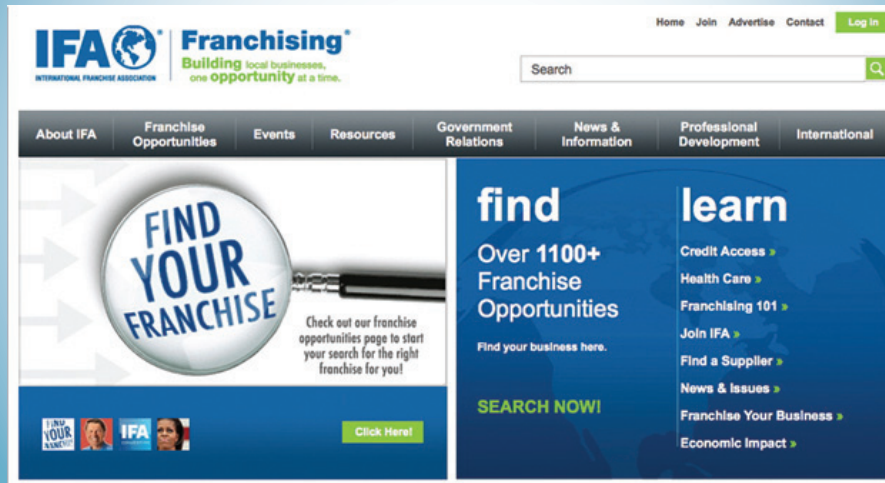 Home Join Advertise Contact Log In
IFA® Franchising®
INTERNATIONAL FRANCHISE ASSOCIATION
Building local businesses,
one opportunity at a time.
Search
About IFA
Franchise
Opportunities
Events
Resources
Government
Relations
News &
Information
Professional
Development
International
FIND
YOUR
FRANCHISE
Check out our franchise
opportunities page to start
your search for the right
franchise for you!
FIND
YOUR
FRANCHISE
IFA
Click Here!
find
Over 1100+
Franchise
Opportunities
Find your business here.
SEARCH NOW!
learn
Credit Access »
Health Care »
Franchising 101 »
Join IFA »
Find a Supplier »
News & Issues »
Franchise Your Business »
Economic Impact »